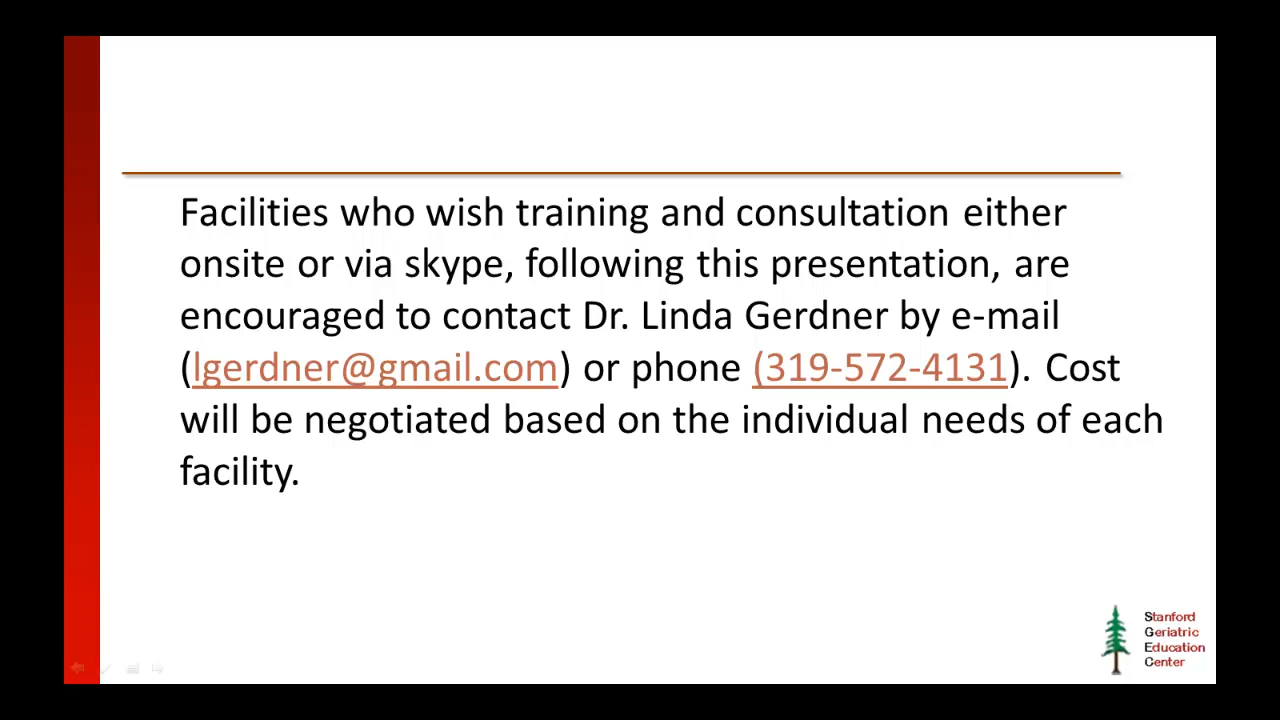 Facilities who wish training and consultation either
onsite or via skype, following this presentation, are
encouraged to contact Dr. Linda Gerdner by e-mail
(lgerdner@gmail.com) or phone (319-572-4131). Cost
will be negotiated based on the individual needs of each
facility.
Stanford
Geriatric
Education
Center